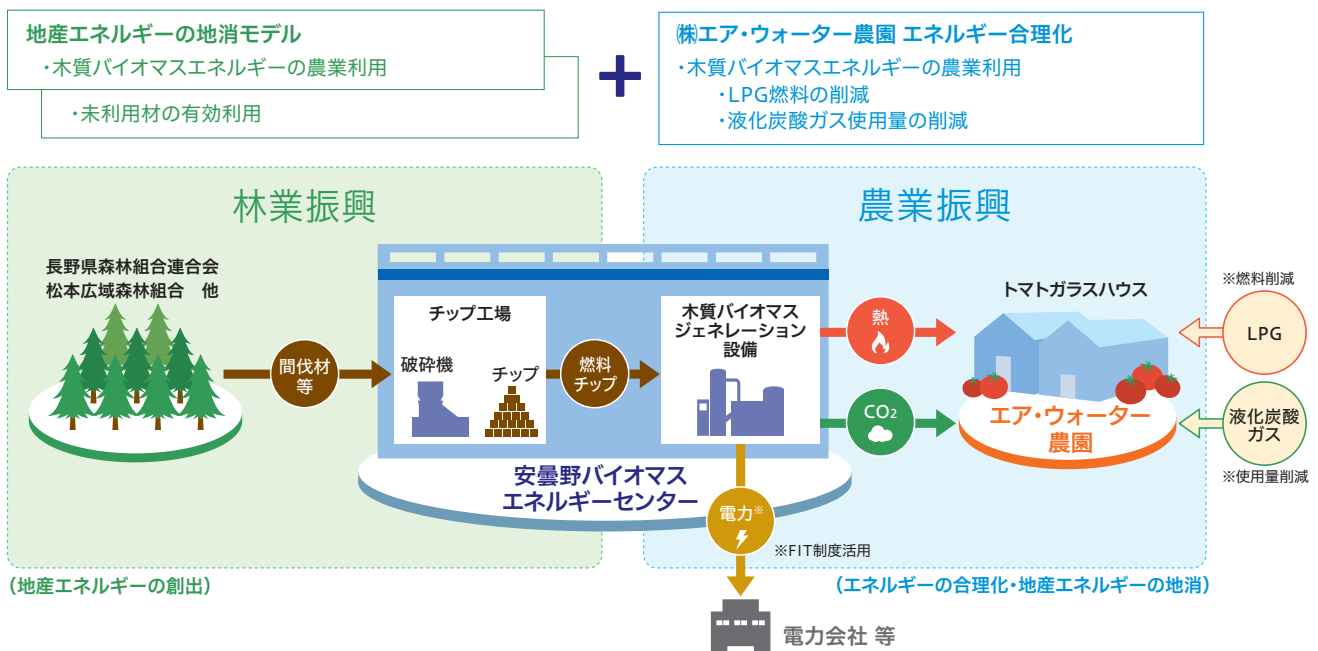 地産エネルギーの地消モデル
・木質バイオマスエネルギーの農業利用
・未利用材の有効利用
㈱エア・ウォーター農園 エネルギー合理化
・木質バイオマスエネルギーの農業利用
・LPG燃料の削減
・液化炭酸ガス使用量の削減
林業振興
農業振興
長野県森林組合連合会
松本広域森林組合 他
間伐材
等
チップ工場
破砕機
チップ
燃料
チップ
木質バイオマス
ジェネレーション
設備
熱
CO₂
トマトガラスハウス
エア・ウォーター
農園
※燃料削減
LPG
液化炭酸
ガス
※使用量削減
安曇野バイオマス
エネルギーセンター
電力※
※FIT制度活用
(地産エネルギーの創出)
(エネルギーの合理化・地産エネルギーの地消)
電力会社 等